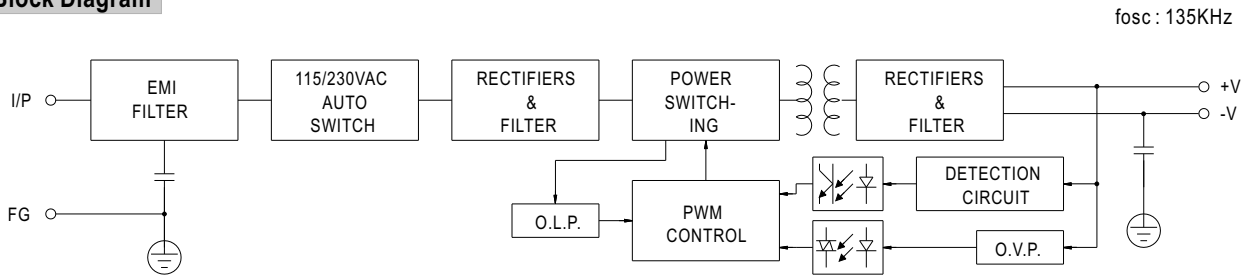 Block Diagram
fosc : 135KHz
I/P
EMI
FILTER
115/230VAC
AUTO
SWITCH
RECTIFIERS
&
FILTER
POWER
SWITCH-
ING
RECTIFIERS
&
FILTER
+V
-V
FG
O.L.P.
PWM
CONTROL
DETECTION
CIRCUIT
O.V.P.